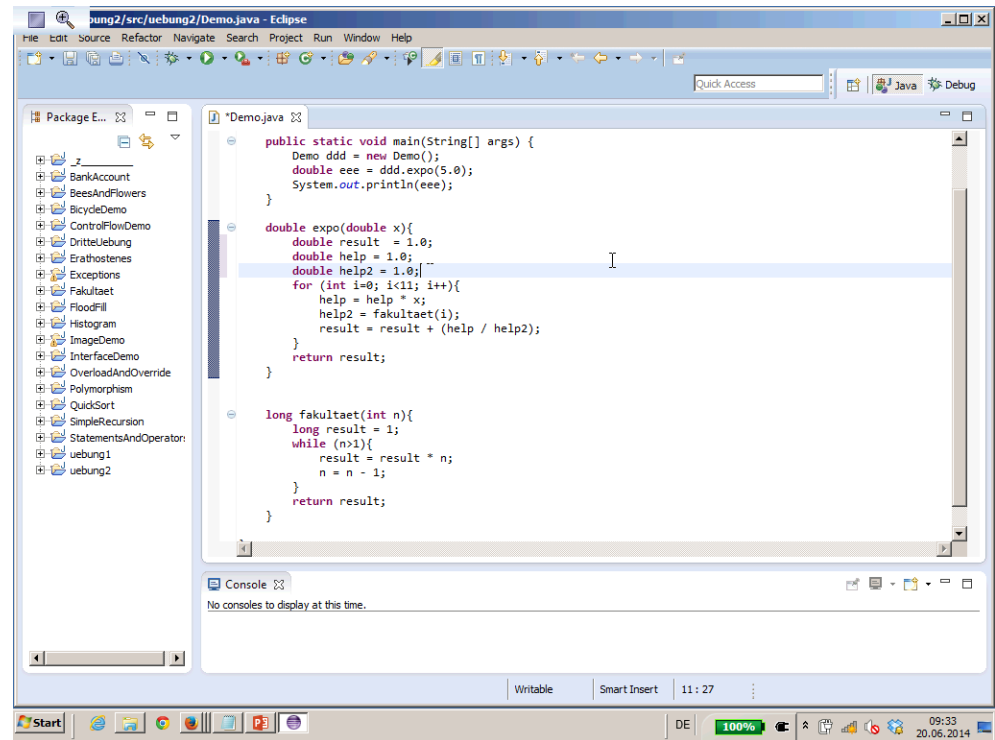 bung2/src/uebung2/Demo.java - Eclipse
File Edit Source Refactor Navigate Search Project Run Window Help
Quick Access
Java
Debug
Package E...
*Demo.java
_z_________
BankAccount
BeesAndFlowers
BicycleDemo
ControlFlowDemo
DritteUebung
Erathostenes
Exceptions
Fakultaet
FloodFill
Histogram
ImageDemo
InterfaceDemo
OverloadAndOverride
Polymorphism
QuickSort
SimpleRecursion
StatementsAndOperator
uebung1
uebung2
public static void main(String[] args) {
Demo ddd = new Demo();
double eee = ddd.expo(5.0);
System.out.println(eee);
}
double expo(double x){
double result  = 1.0;
double help = 1.0;
double help2 = 1.0;
for (int i=0; i<11; i++){
help = help * x;
help2 = fakultaet(i);
result = result + (help / help2);
}
return result;
}
long fakultaet(int n){
long result = 1;
while (n>1){
result = result * n;
n = n - 1;
}
return result;
}
Console
No consoles to display at this time.
Writable
Smart Insert
11 : 27
Start
DE
100%
09:33
20.06.2014